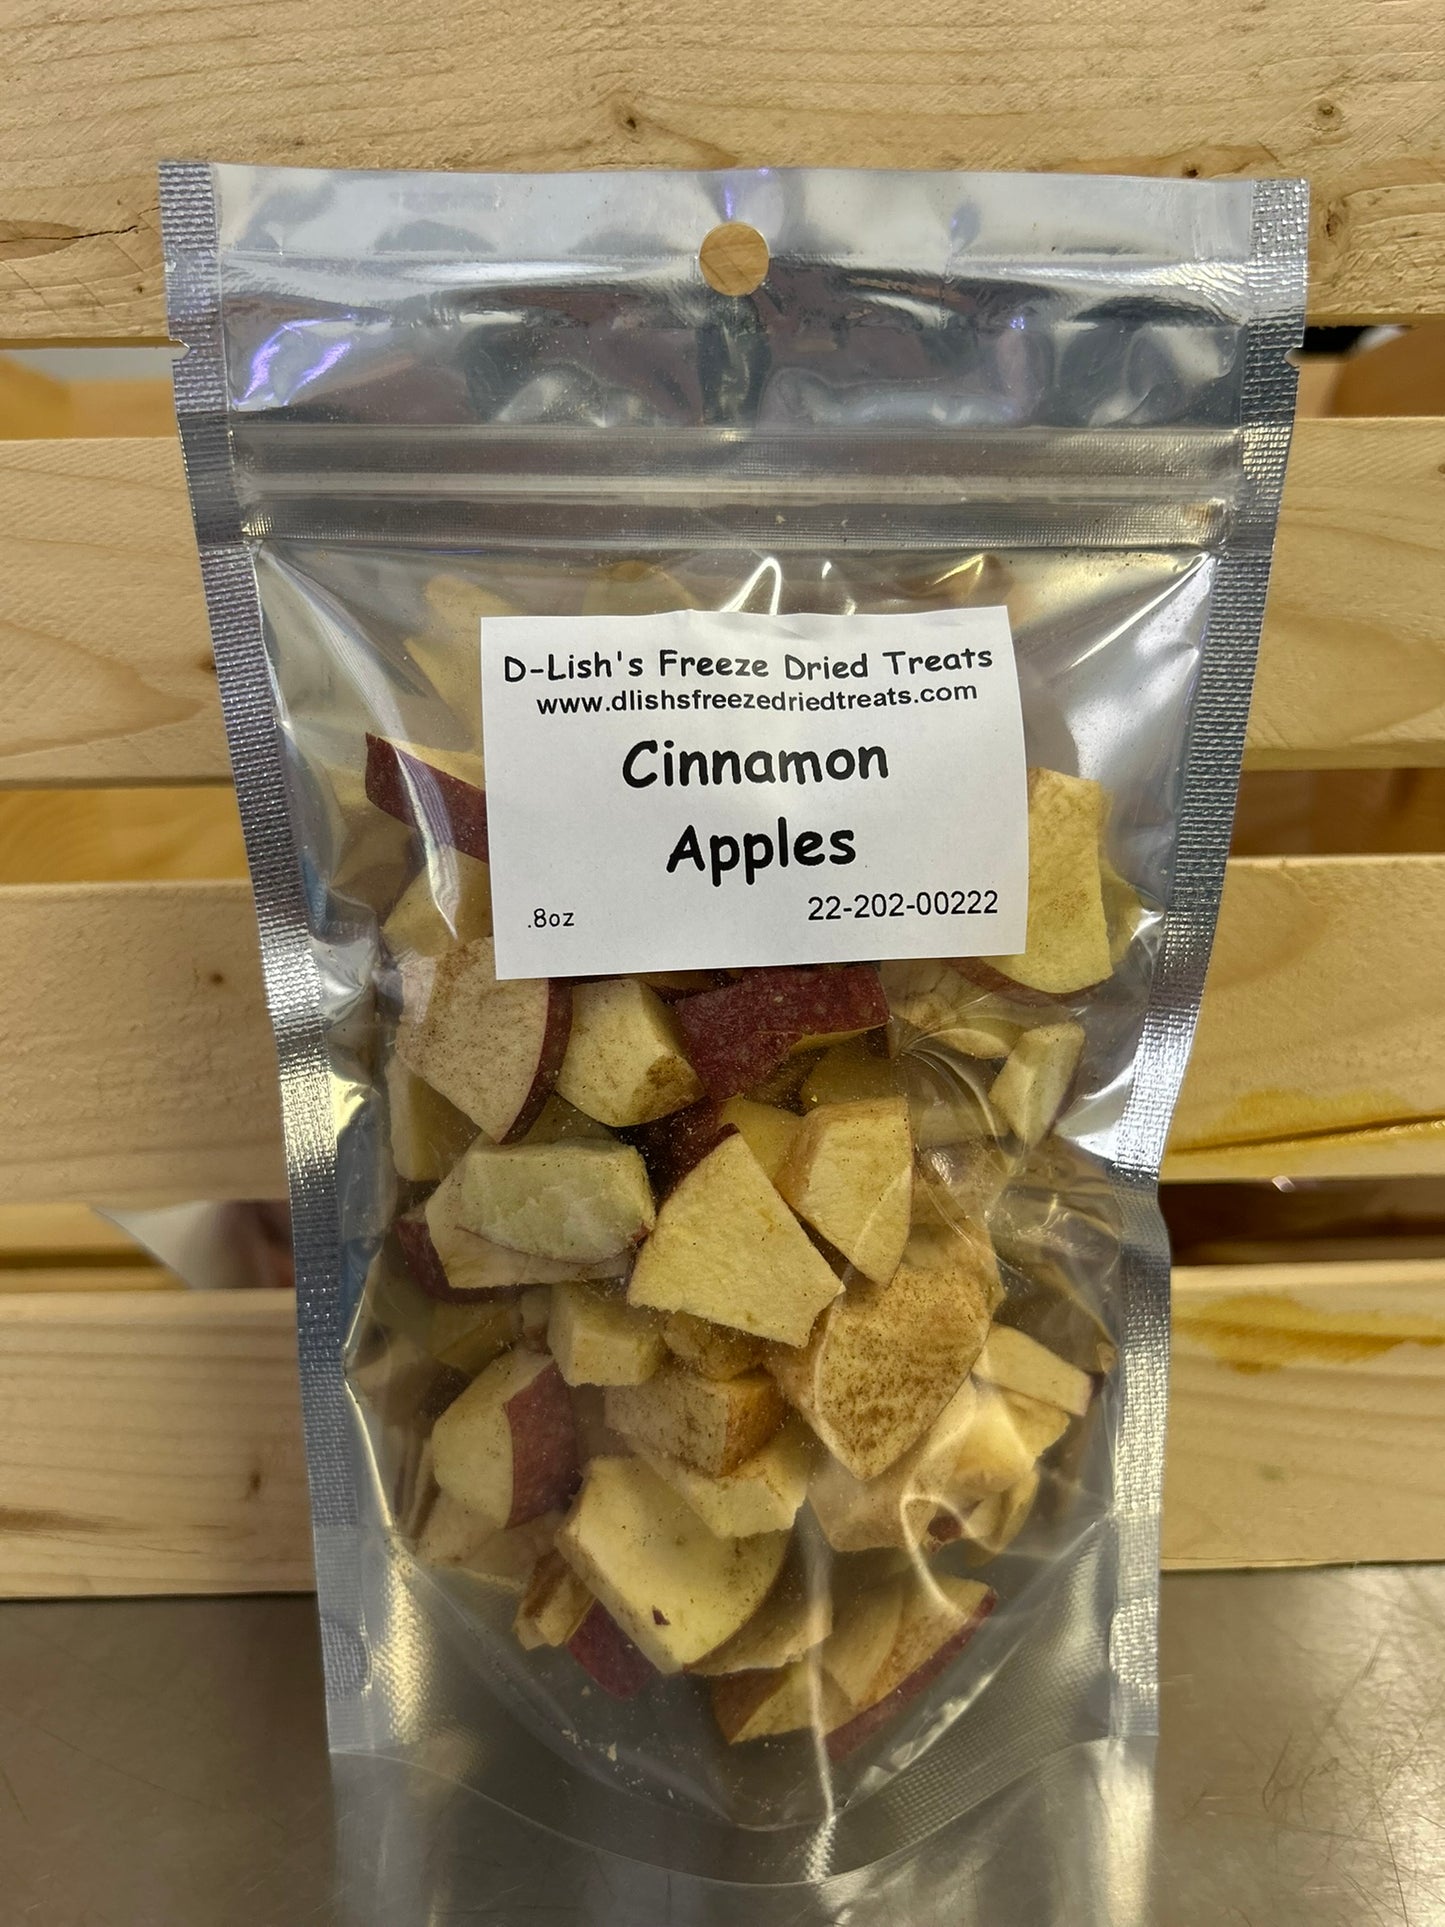 D-Lish's Freeze Dried Treats
www.dlishsfreezedriedtreats.com
Cinnamon
Apples
.8oz 22-202-00222